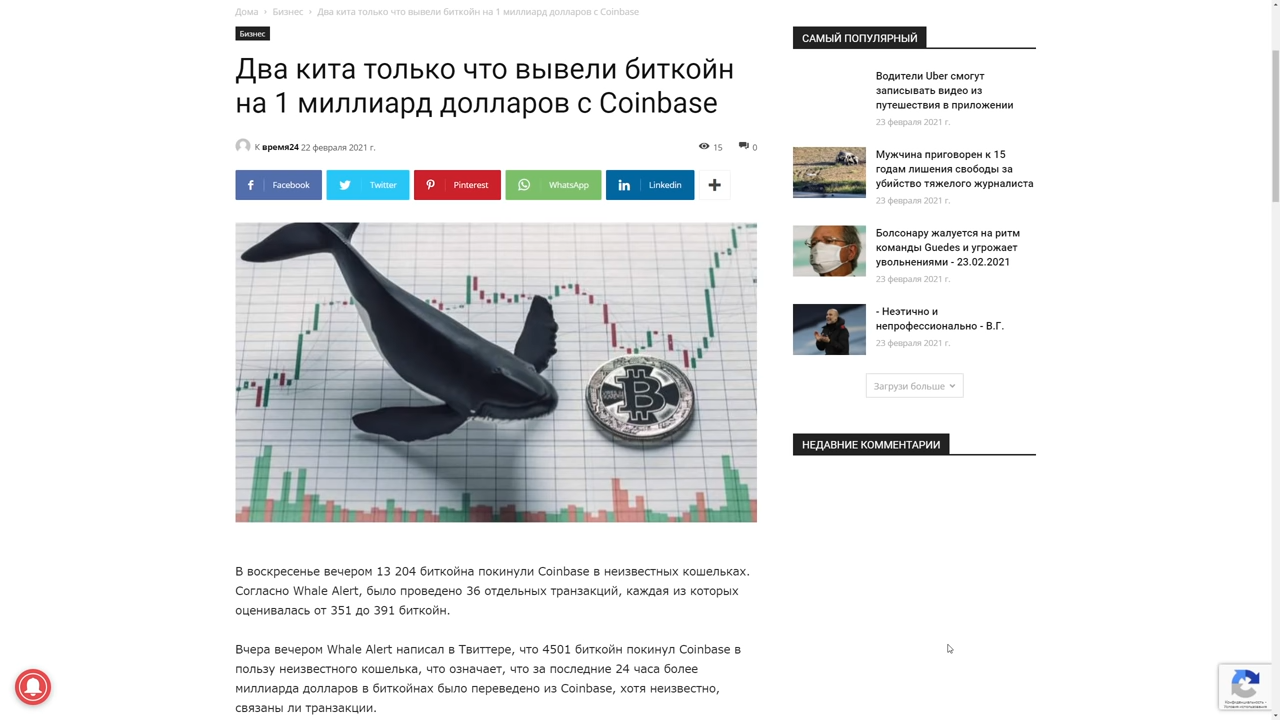 Дома › Бизнес › Два кита только что вывели биткойн на 1 миллиард долларов с Coinbase
Бизнес
Два кита только что вывели биткойн
на 1 миллиард долларов с Coinbase
К время24 22 февраля 2021 г.
15 0
Facebook Twitter Pinterest WhatsApp Linkedin
В воскресенье вечером 13 204 биткойна покинули Coinbase в неизвестных кошельках.
Согласно Whale Alert, было проведено 36 отдельных транзакций, каждая из которых
оценивалась от 351 до 391 биткойн.
Вчера вечером Whale Alert написал в Твиттере, что 4501 биткойн покинул Coinbase в
пользу неизвестного кошелька, что означает, что за последние 24 часа более
миллиарда долларов в биткойнах было переведено из Coinbase, хотя неизвестно,
связаны ли транзакции.
САМЫЙ ПОПУЛЯРНЫЙ
Водители Uber смогут
записывать видео из
путешествия в приложении
23 февраля 2021 г.
Мужчина приговорен к 15
годам лишения свободы за
убийство тяжелого журналиста
23 февраля 2021 г.
Болсонару жалуется на ритм
команды Guedes и угрожает
увольнениями - 23.02.2021
23 февраля 2021 г.
- Неэтично и
непрофессионально - В.Г.
23 февраля 2021 г.
Загрузи больше
НЕДАВНИЕ КОММЕНТАРИИ
Конфиденциальность -
Условия использования